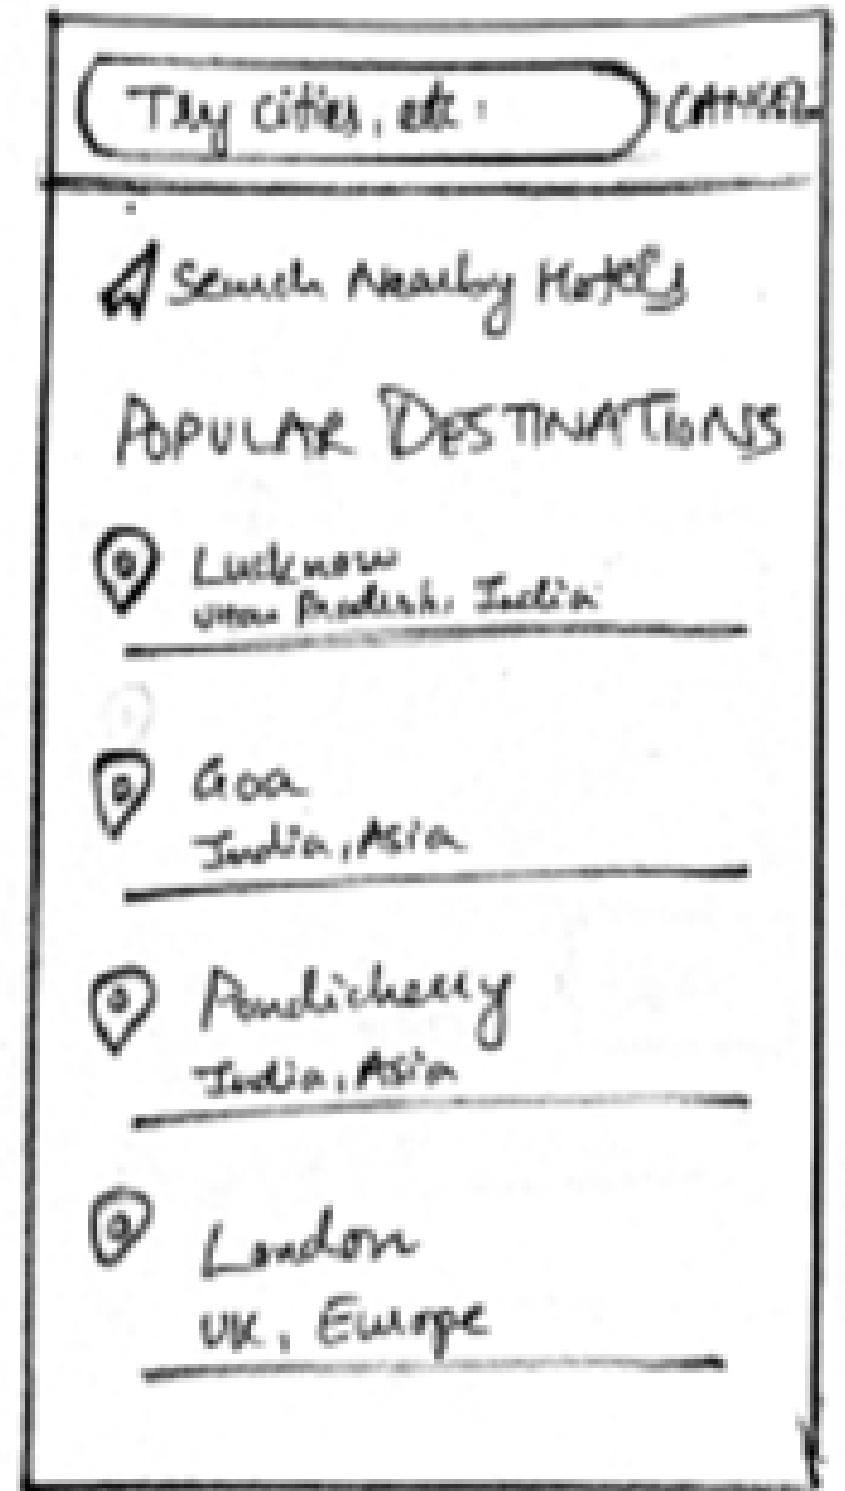 Try cities, etc.
CANCEL
Search Nearby Hotels
POPULAR DESTINATIONS
Lucknow
Uttar Pradesh, India
Goa
India, Asia
Pondicherry
India, Asia
London
UK, Europe